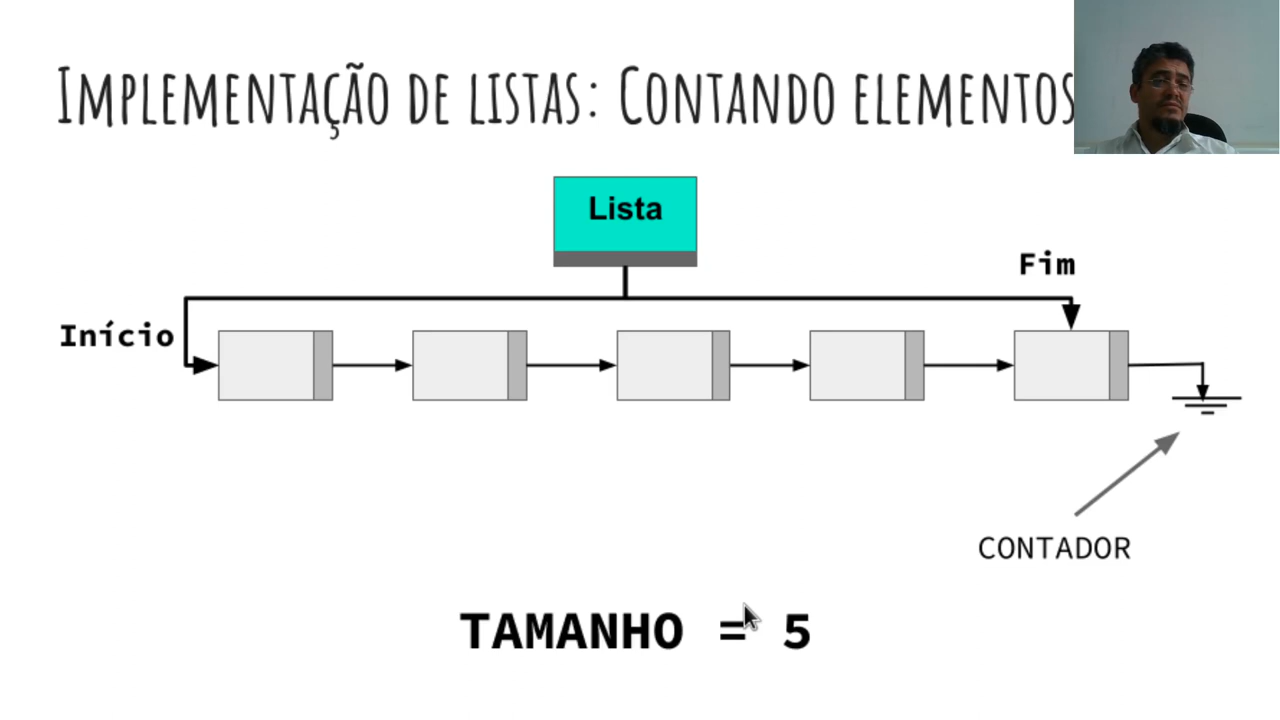 Implementação de listas: Contando elementos
Lista
Fim
Início
CONTADOR
TAMANHO = 5